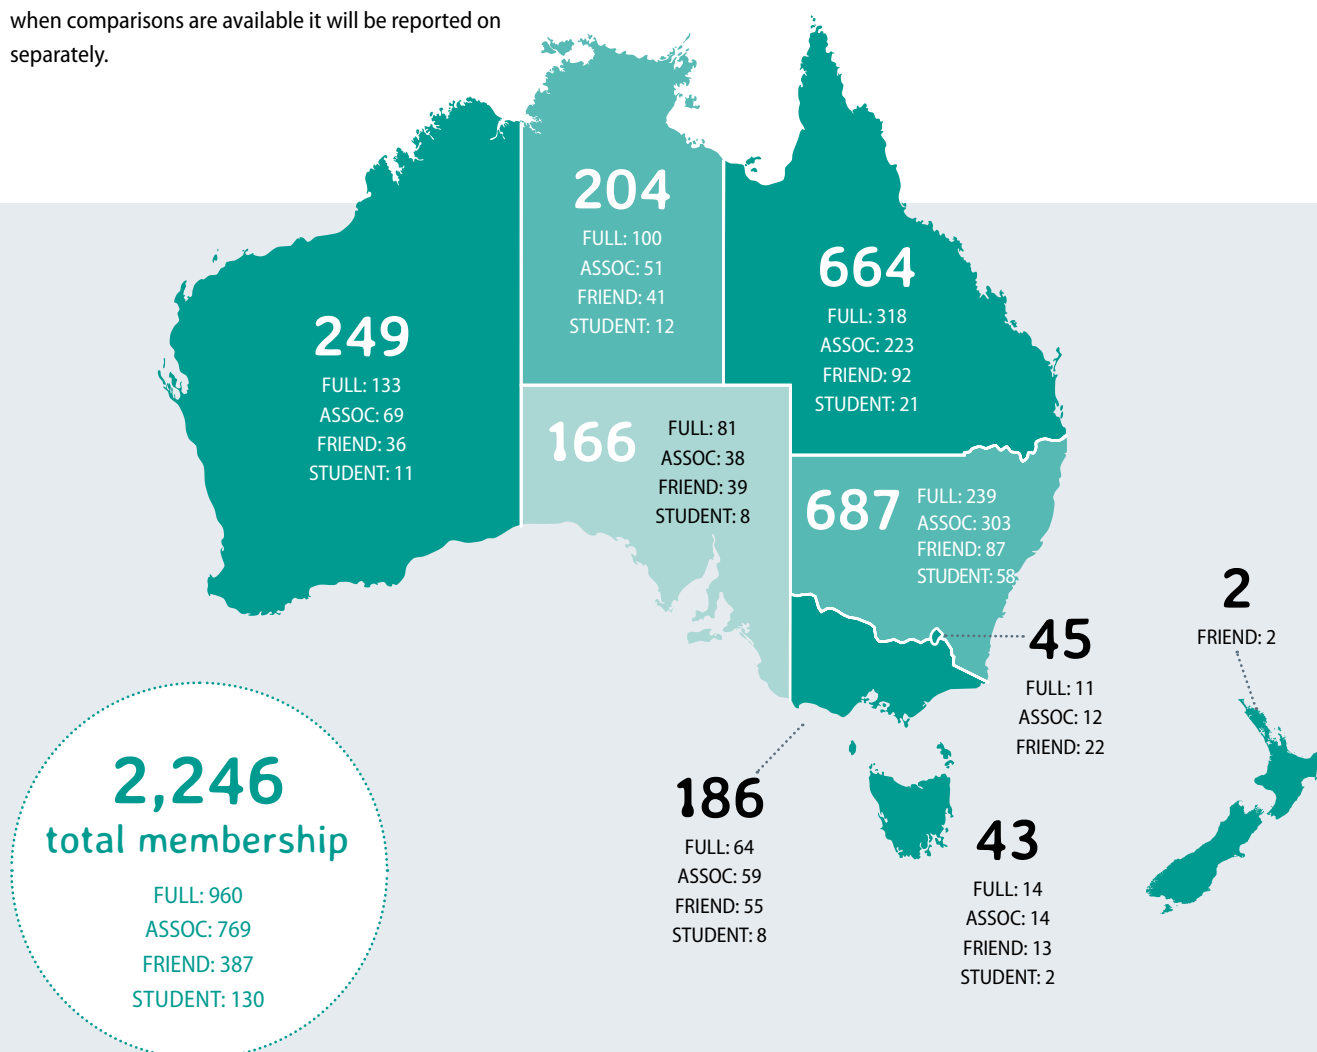 when comparisons are available it will be reported on
separately.
204
FULL: 100
ASSOC: 51
FRIEND: 41
STUDENT: 12
664
FULL: 318
ASSOC: 223
FRIEND: 92
STUDENT: 21
249
FULL: 133
ASSOC: 69
FRIEND: 36
STUDENT: 11
166
FULL: 81
ASSOC: 38
FRIEND: 39
STUDENT: 8
687
FULL: 239
ASSOC: 303
FRIEND: 87
STUDENT: 58
2
FRIEND: 2
45
FULL: 11
ASSOC: 12
FRIEND: 22
186
FULL: 64
ASSOC: 59
FRIEND: 55
STUDENT: 8
43
FULL: 14
ASSOC: 14
FRIEND: 13
STUDENT: 2
2,246
total membership
FULL: 960
ASSOC: 769
FRIEND: 387
STUDENT: 130